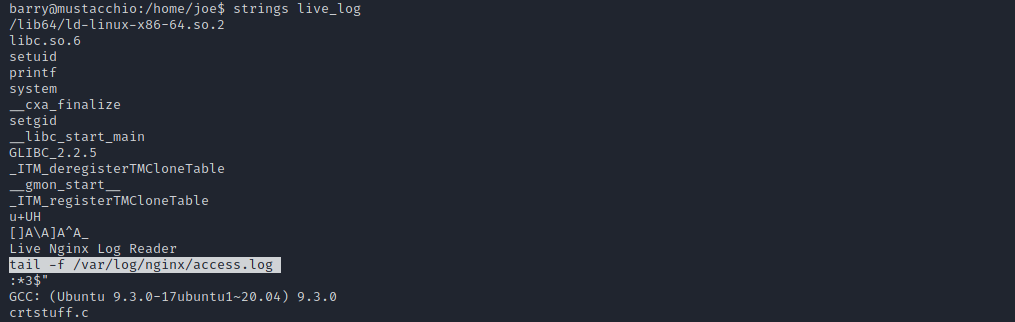 barry@mustacchio:/home/joe$ strings live_log
/lib64/ld-linux-x86-64.so.2
libc.so.6
setuid
printf
system
__cxa_finalize
setgid
__libc_start_main
GLIBC_2.2.5
_ITM_deregisterTMCloneTable
__gmon_start__
_ITM_registerTMCloneTable
u+UH
[]A\A]A^A_
Live Nginx Log Reader
tail -f /var/log/nginx/access.log
:*3$"
GCC: (Ubuntu 9.3.0-17ubuntu1~20.04) 9.3.0
crtstuff.c